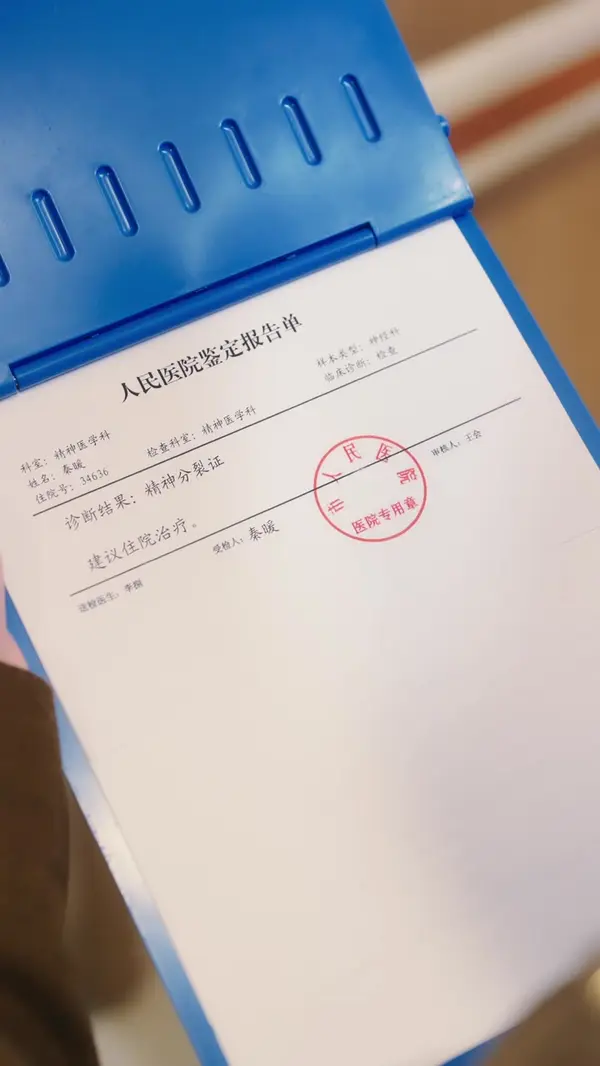 人民医院鉴定报告单
样本类型：神经科
临床诊断：检查
科室：精神医学科
检查科室：精神医学科
姓名：秦暖
住院号：34636
诊断结果：精神分裂证
建议住院治疗。
市人民医院
医院专用章
审核人：王会
受检人：秦暖
送检医生：李振